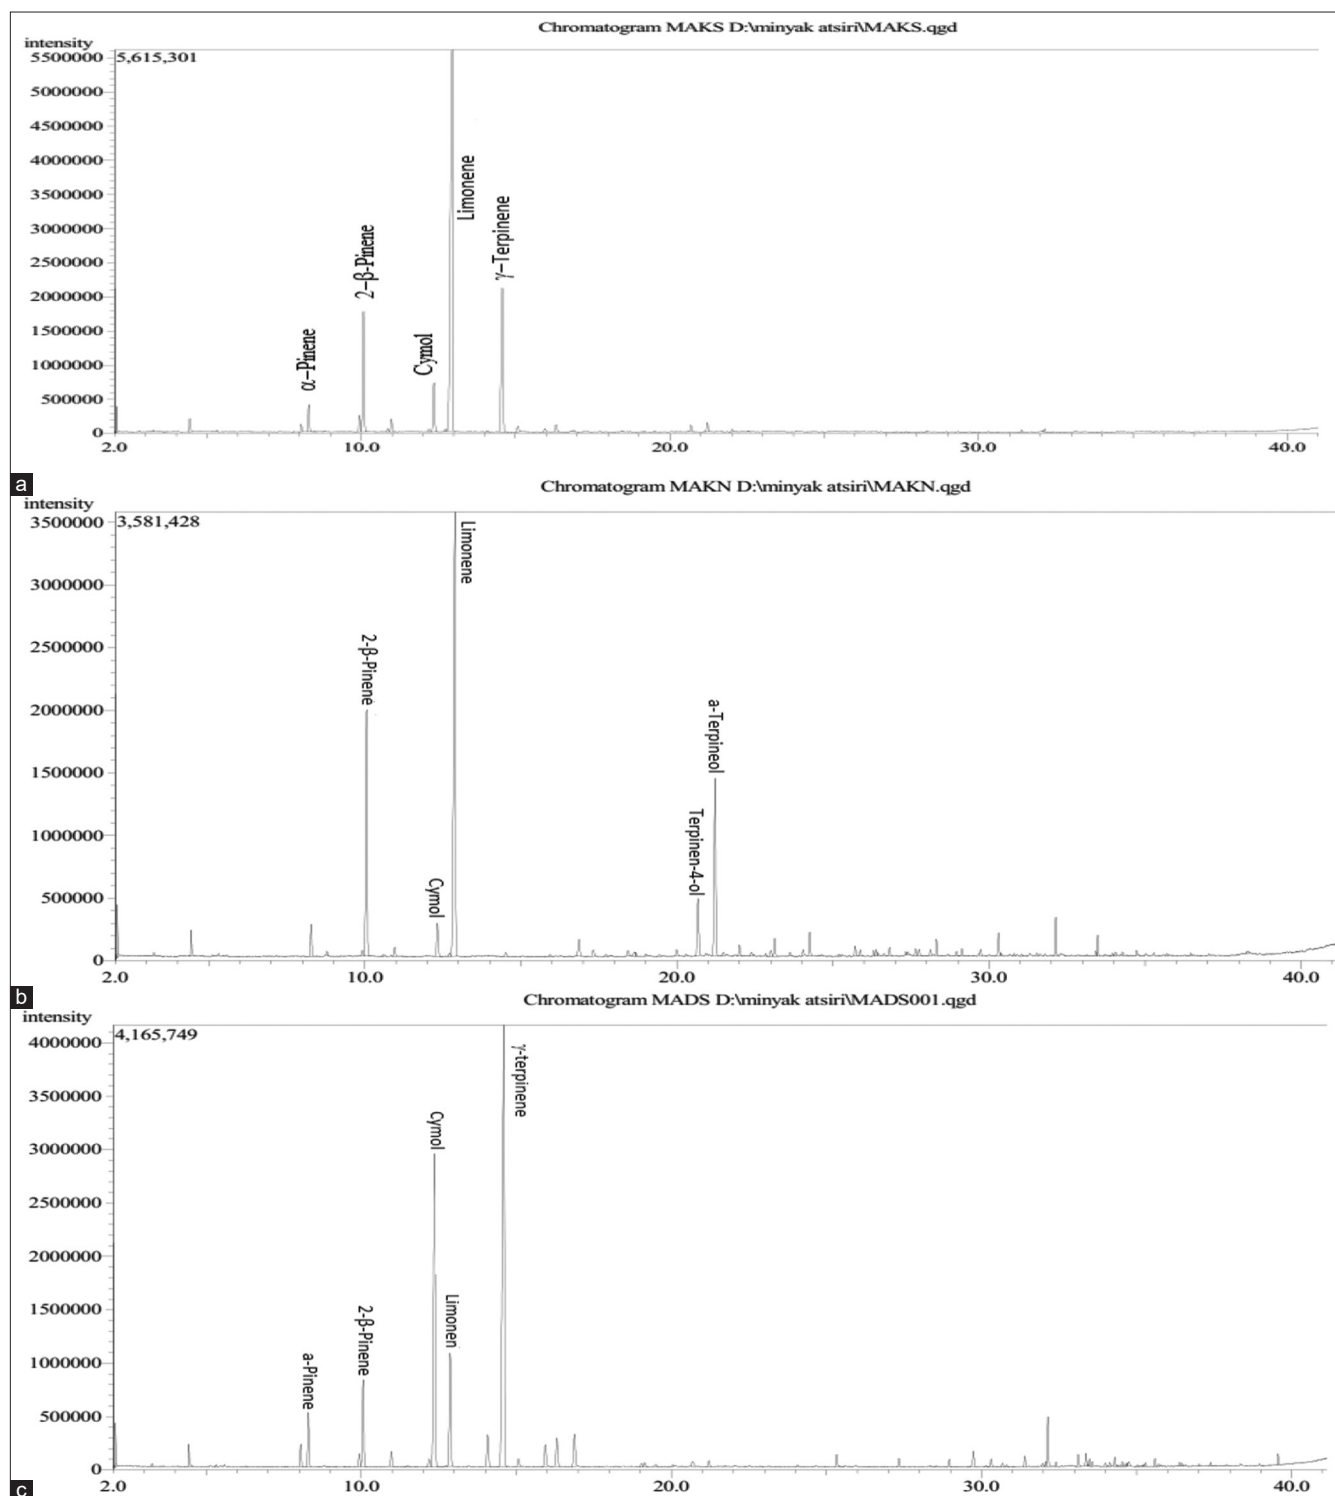 Chromatogram MAKS D:\minyak atsiri\MAKS.qgd
intensity
5,615,301
5500000
5000000
4500000
4000000
3500000
3000000
2500000
2000000
1500000
1000000
500000
0
α–Pinene
2–β-Pinene
Cymol
Limonene
γ–Terpinene
2.0 10.0 20.0 30.0 40.0
a
Chromatogram MAKN D:\minyak atsiri\MAKN.qgd
intensity
3,581,428
3500000
3000000
2500000
2000000
1500000
1000000
500000
0
2-β-Pinene
Cymol
Limonene
Terpinen-4-ol
a-Terpineol
2.0 10.0 20.0 30.0 40.0
b
Chromatogram MADS D:\minyak atsiri\MADS001.qgd
intensity
4,165,749
4000000
3500000
3000000
2500000
2000000
1500000
1000000
500000
0
a-Pinene
2-β-Pinene
Cymol
Limonen
γ-terpinene
2.0 10.0 20.0 30.0 40.0
c